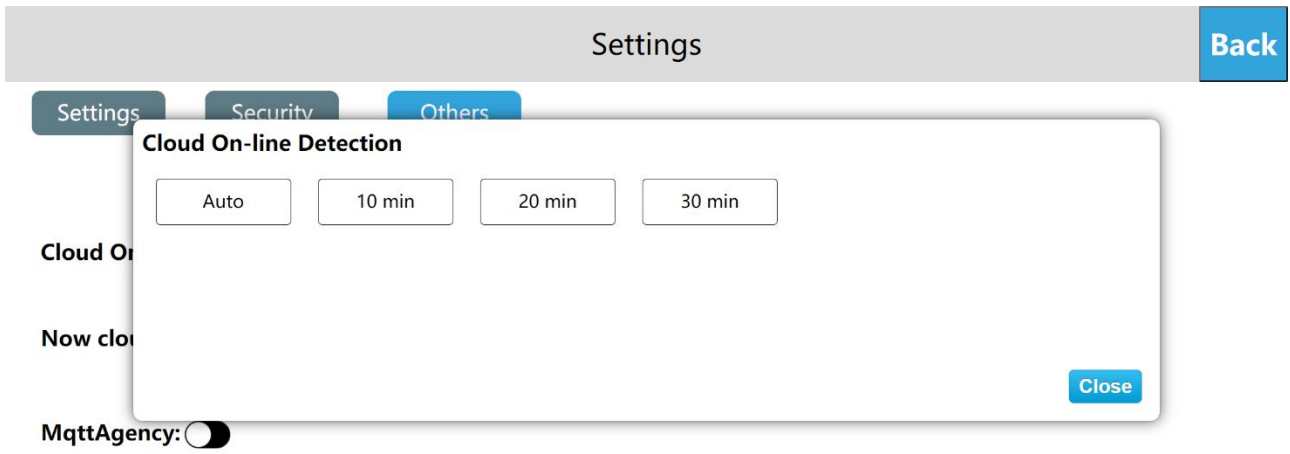 Settings
Back
Settings Security Others
Cloud On-line Detection
Auto 10 min 20 min 30 min
Cloud On
Now clou
Close
MqttAgency: